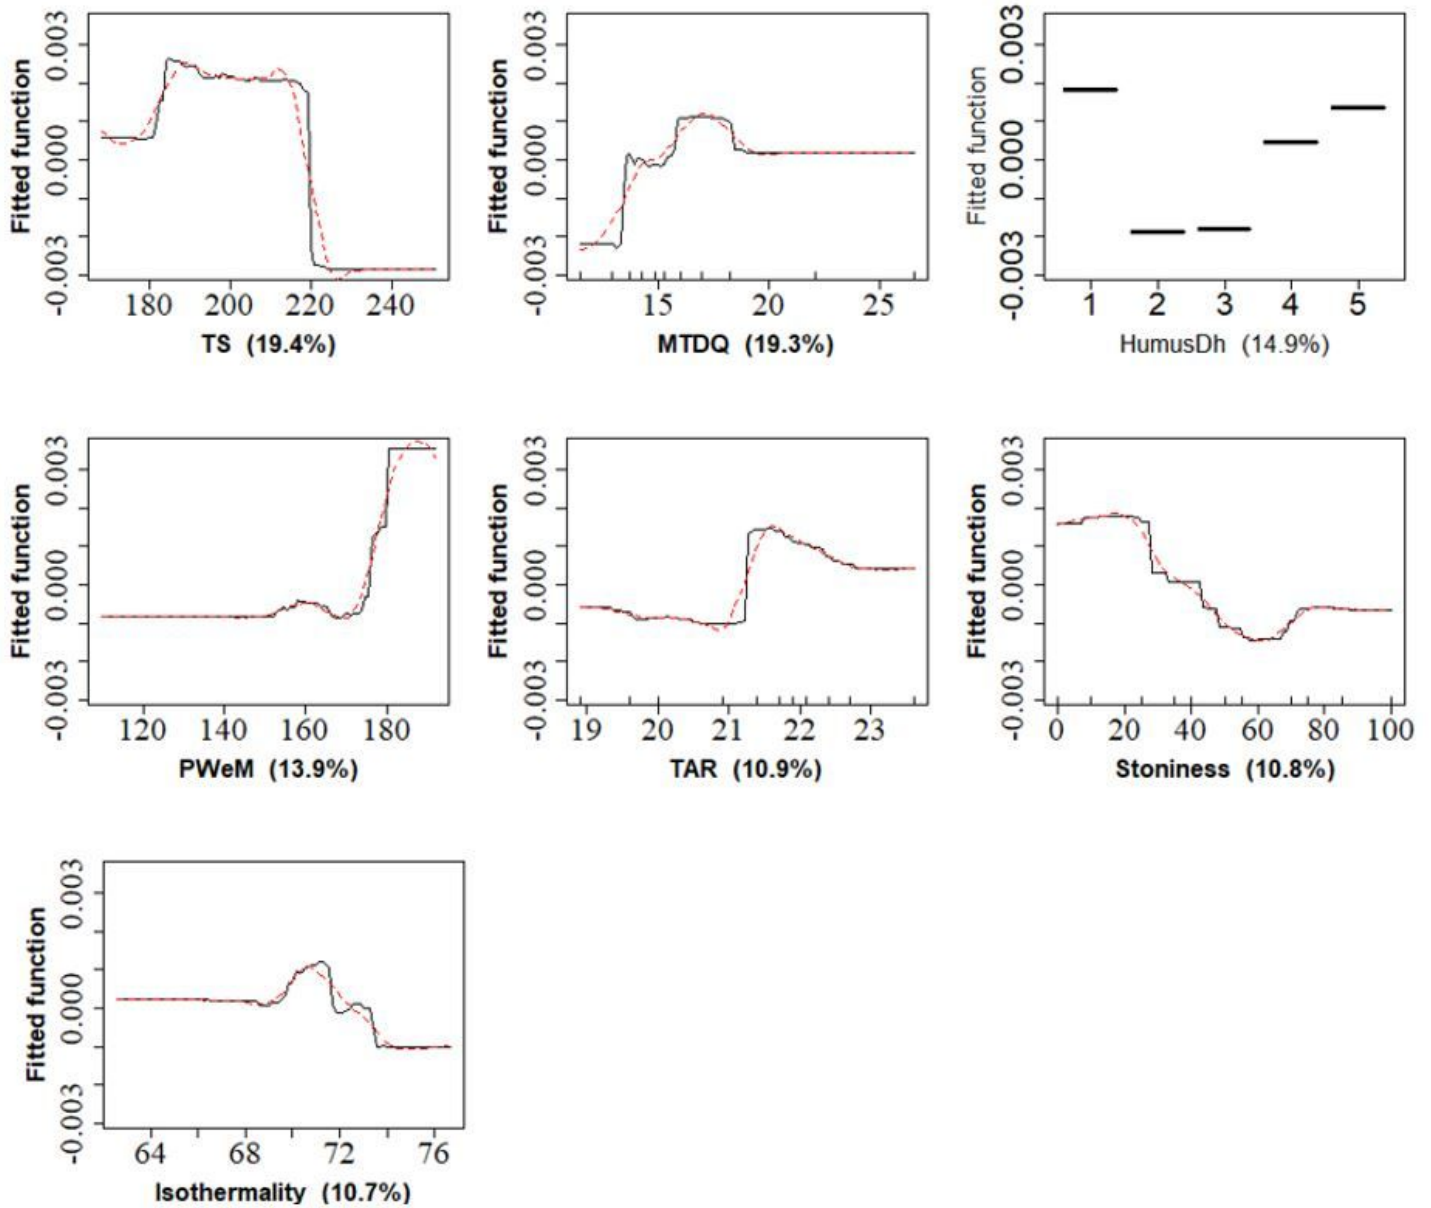 Fitted function
0.003
0.000
-0.003
180 200 220 240
TS (19.4%)
Fitted function
0.003
0.000
-0.003
15 20 25
MTDQ (19.3%)
Fitted function
0.003
0.000
-0.003
1 2 3 4 5
HumusDh (14.9%)
Fitted function
0.003
0.000
-0.003
120 140 160 180
PWeM (13.9%)
Fitted function
0.003
0.000
-0.003
19 20 21 22 23
TAR (10.9%)
Fitted function
0.003
0.000
-0.003
0 20 40 60 80 100
Stoniness (10.8%)
Fitted function
0.003
0.000
-0.003
64 68 72 76
Isothermality (10.7%)